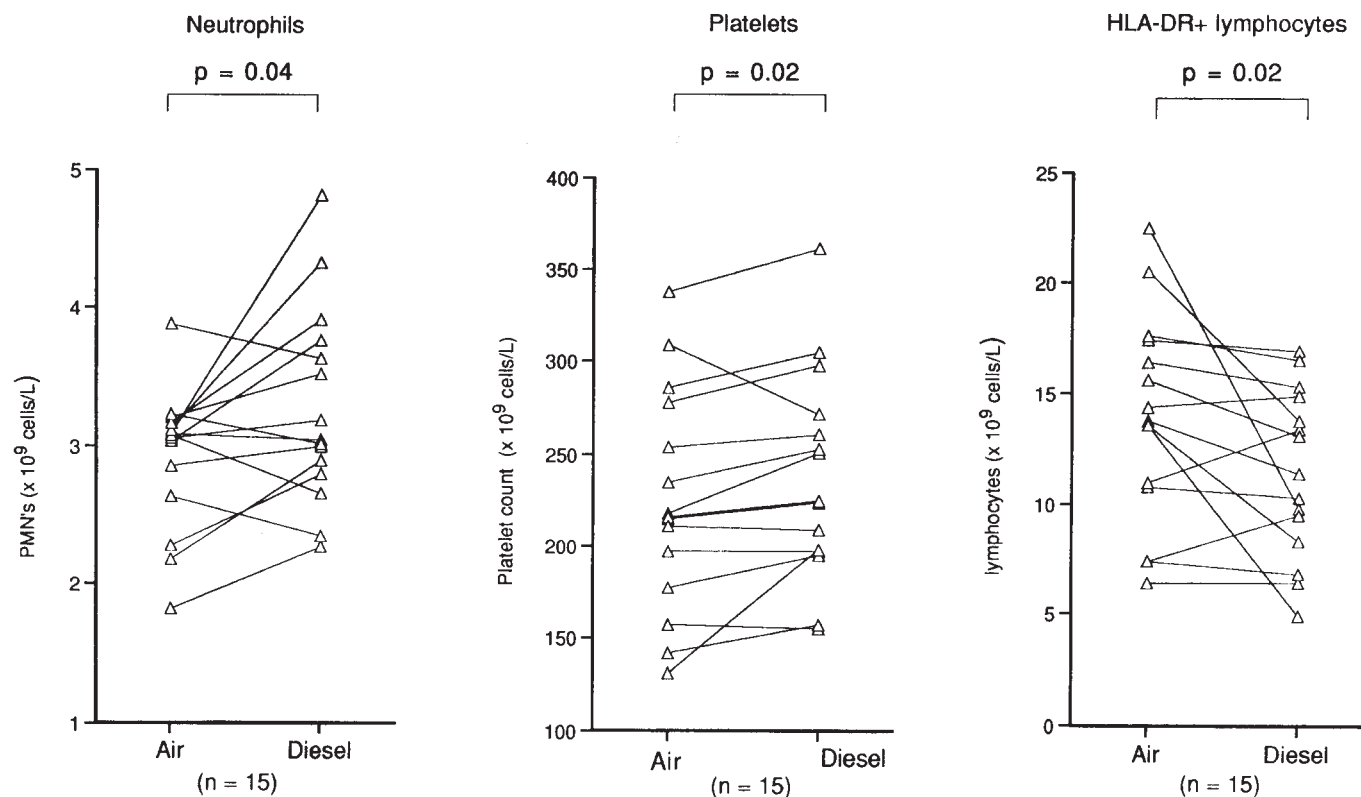 Neutrophils
p = 0.04
PMN's (x 10⁹ cells/L)
5
4
3
2
1
Air
Diesel
(n = 15)
Platelets
p = 0.02
Platelet count (x 10⁹ cells/L)
400
350
300
250
200
150
100
Air
Diesel
(n = 15)
HLA-DR+ lymphocytes
p = 0.02
lymphocytes (x 10⁹ cells/L)
25
20
15
10
5
0
Air
Diesel
(n = 15)